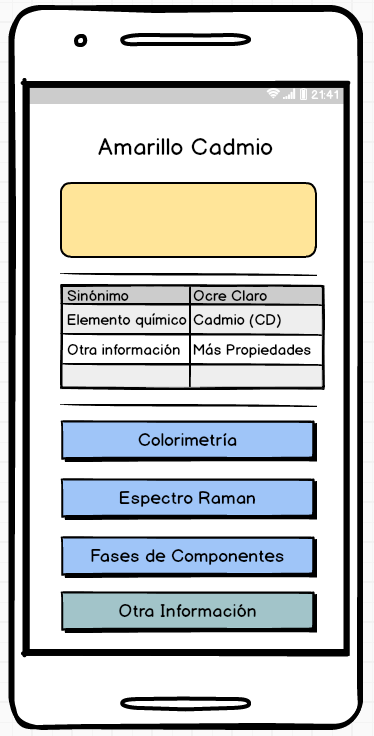 21:41
Amarillo Cadmio
Sinónimo Ocre Claro
Elemento químico Cadmio (CD)
Otra información Más Propiedades
Colorimetría
Espectro Raman
Fases de Componentes
Otra Información